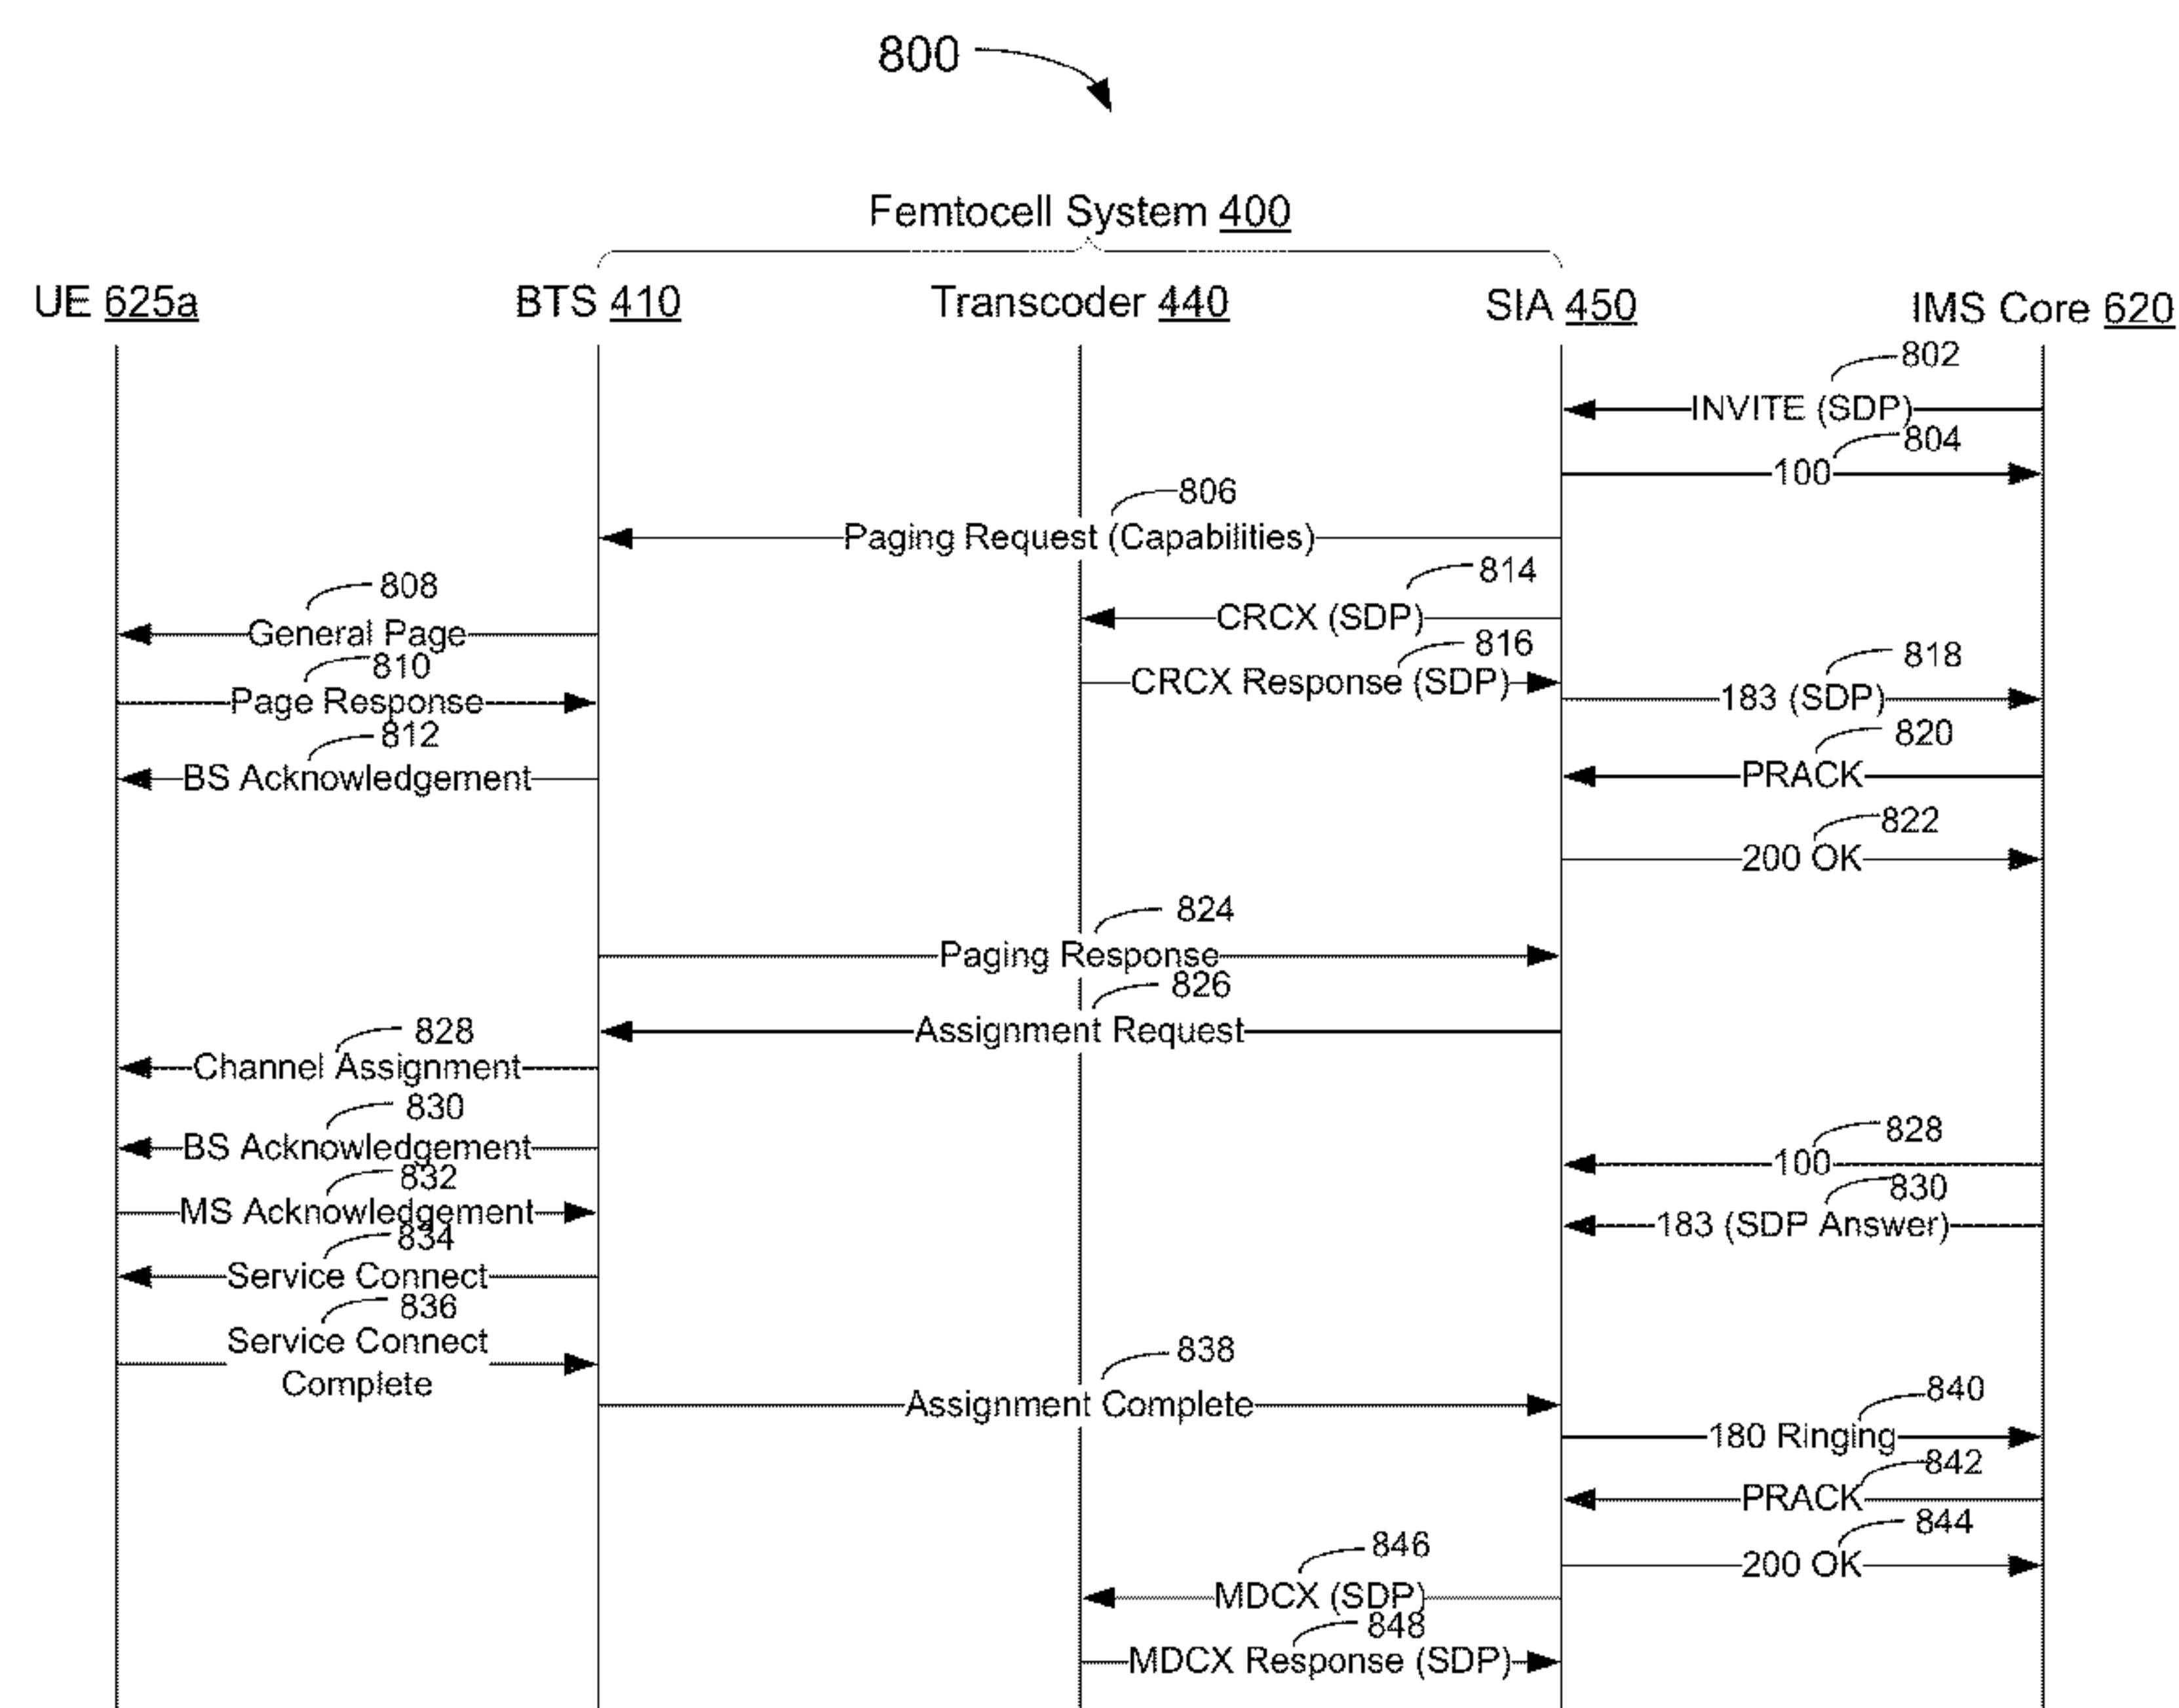 800
Femtocell System 400
UE 625a
BTS 410
Transcoder 440
SIA 450
IMS Core 620
802
INVITE (SDP)
804
100
806
Paging Request (Capabilities)
814
808
CRCX (SDP)
General Page
816
818
810
CRCX Response (SDP)
183 (SDP)
Page Response
812
820
BS Acknowledgement
PRACK
822
200 OK
824
Paging Response
826
Assignment Request
828
Channel Assignment
830
828
BS Acknowledgement
100
832
830
MS Acknowledgement
183 (SDP Answer)
834
Service Connect
836
Service Connect
Complete
838
840
Assignment Complete
180 Ringing
842
PRACK
844
846
200 OK
MDCX (SDP)
848
MDCX Response (SDP)